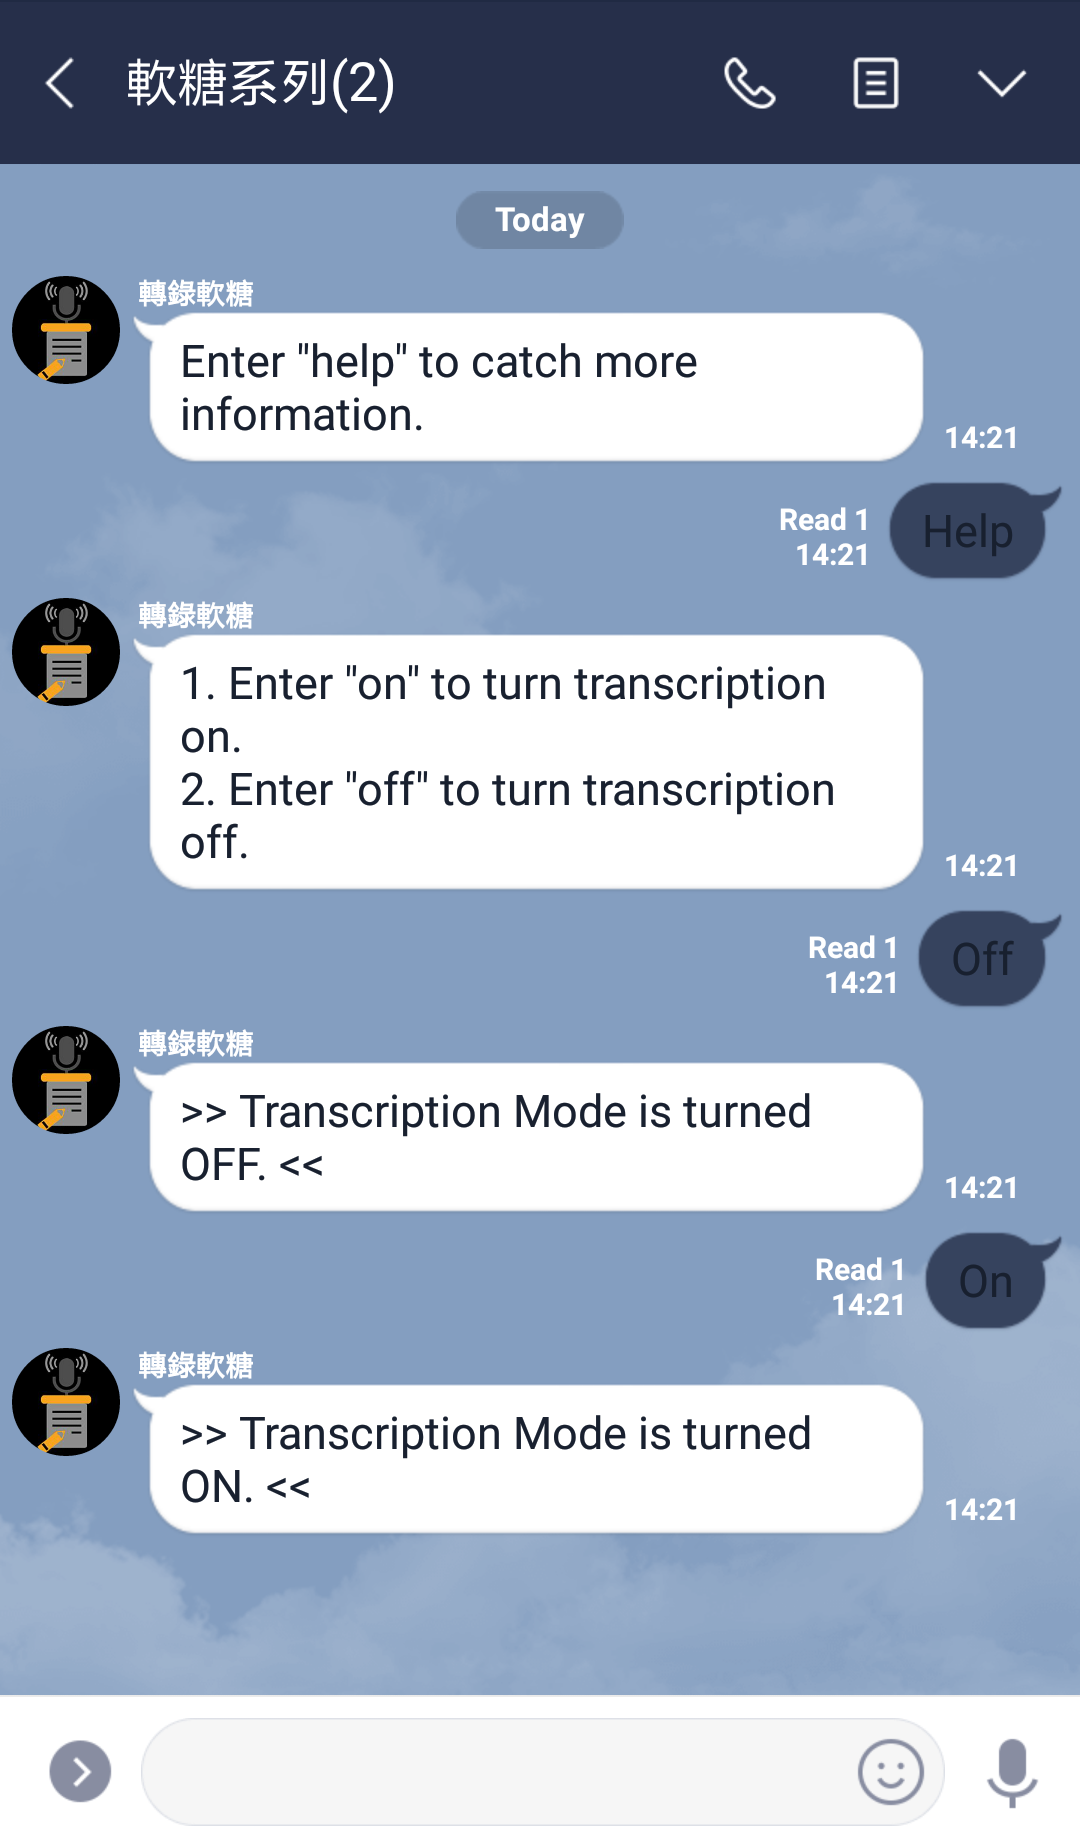 軟糖系列(2)
Today
轉錄軟糖
Enter "help" to catch more
information.
14:21
Read 1
14:21
Help
轉錄軟糖
1. Enter "on" to turn transcription
on.
2. Enter "off" to turn transcription
off.
14:21
Read 1
14:21
Off
轉錄軟糖
>> Transcription Mode is turned
OFF. <<
14:21
Read 1
14:21
On
轉錄軟糖
>> Transcription Mode is turned
ON. <<
14:21